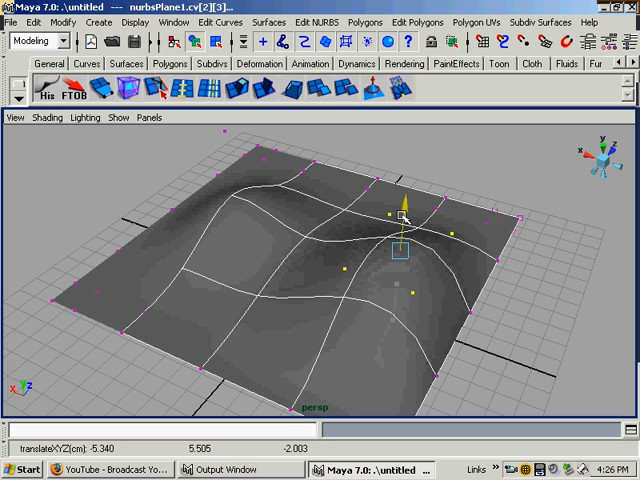 Maya 7.0: .\untitled   ---   nurbsPlane1.cv[2][3]...
File Edit Modify Create Display Window Edit Curves Surfaces Edit NURBS Polygons Edit Polygons Polygon UVs Subdiv Surfaces Help
Modeling
General Curves Surfaces Polygons Subdivs Deformation Animation Dynamics Rendering PaintEffects Toon Cloth Fluids Fur
His FTOB
View Shading Lighting Show Panels
y
x z
persp
translateXYZ(cm): -5.340 5.505 -2.003
Start YouTube - Broadcast Yo... Output Window Maya 7.0: .\untitled ... Links » 4:26 PM